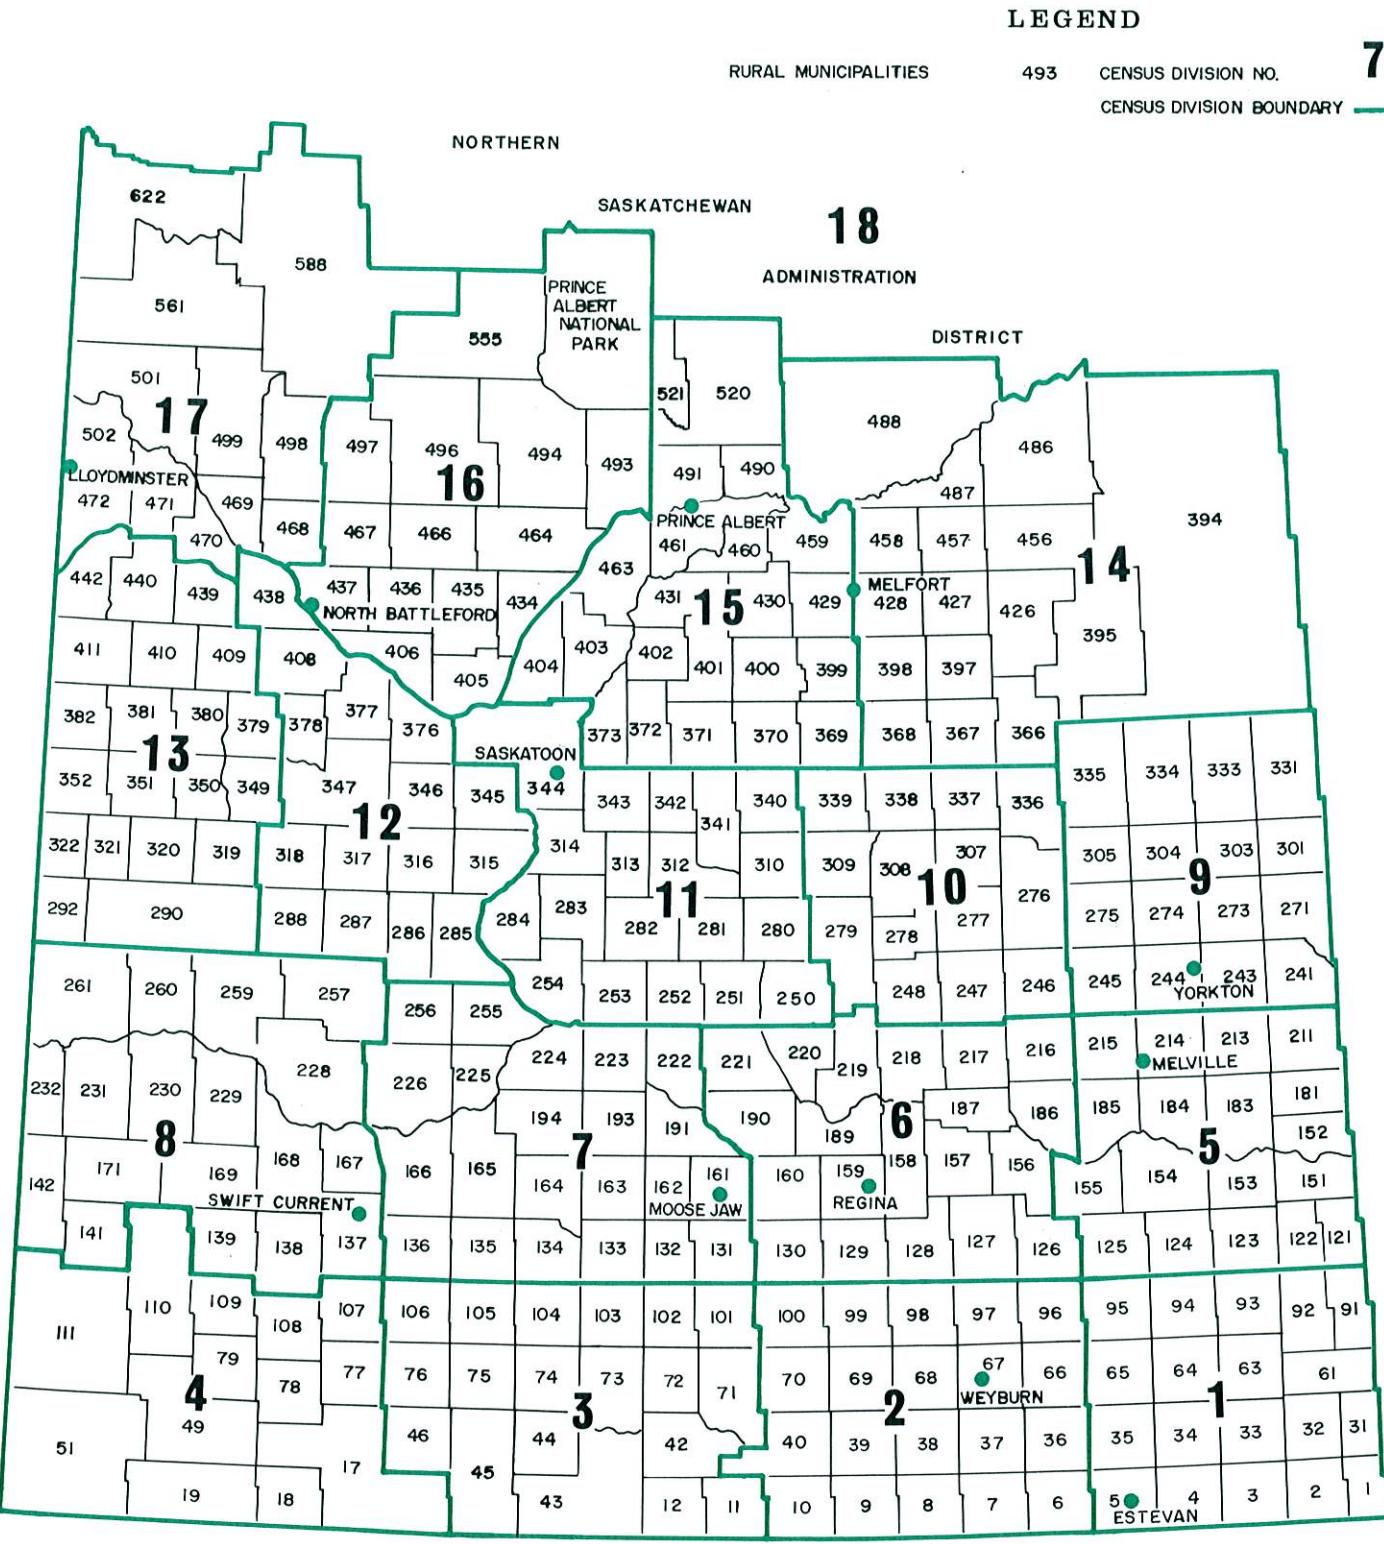 LEGEND
RURAL MUNICIPALITIES 493 CENSUS DIVISION NO. 7
CENSUS DIVISION BOUNDARY
NORTHERN
SASKATCHEWAN
18
ADMINISTRATION
DISTRICT
622
588
561
PRINCE
ALBERT
NATIONAL
PARK
555
501
17
521 520
488
486
502 499 498 497 496 494 493
16
491 490
487
LLOYDMINSTER
472 471 469
468 467 466 464
470
PRINCE ALBERT
461 460 459 458 457 456
394
14
463
442 440 439 438 437 436 435 434
NORTH BATTLEFORD
431 15 430 429
MELFORT
428 427 426
395
411 410 409 408 406 405 404 403 402 401 400 399 398 397
382 381 380 379 378 377 376
373 372 371 370 369 368 367 366
13
SASKATOON
352 351 350 349 347 346 345 344
343 342 341 340 339 338 337 336
335 334 333 331
12
322 321 320 319 318 317 316 315 314
313 312 310 309 308 307
305 304 303 301
11 10 9
276
292 290 288 287 286 285 284 283
282 281 280 279 278 277
275 274 273 271
261 260 259 257
256 255 254 253 252 251 250 248 247 246
245 244 243 241
YORKTON
232 231 230 229 228 226 225
224 223 222 221 220 219 218 217 216
215 214 213 211
MELVILLE
8
194 193 191 190 189 187 186
6
185 184 183 181
152
7
5
142 171 169 168 167 166 165
164 163 162 161 160 159 158 157 156
155 154 153 151
SWIFT CURRENT
MOOSE JAW
REGINA
141 139 138 137 136 135 134 133 132 131 130 129 128 127 126
125 124 123 122 121
111 110 109 108 107 106 105 104 103 102 101 100 99 98 97 96
95 94 93 92 91
79 78 77 76 75 74 73 72 71 70 69 68 67 66
65 64 63 61
WEYBURN
4
3
2
1
51 49 46 44 42 40 39 38 37 36
35 34 33 32 31
19 18 17 45 43 12 11 10 9 8 7 6
5 4 3 2 1
ESTEVAN